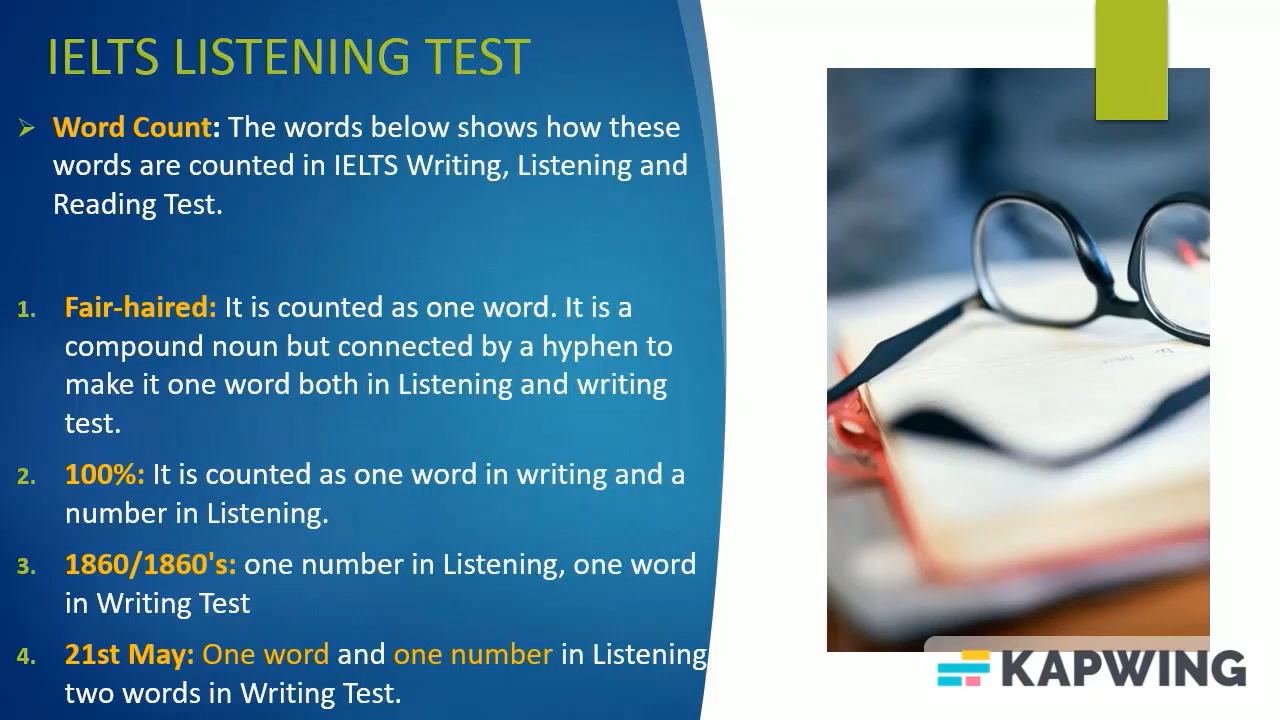 IELTS LISTENING TEST
Word Count: The words below shows how these
words are counted in IELTS Writing, Listening and
Reading Test.
1. Fair-haired: It is counted as one word. It is a
compound noun but connected by a hyphen to
make it one word both in Listening and writing
test.
2. 100%: It is counted as one word in writing and a
number in Listening.
3. 1860/1860's: one number in Listening, one word
in Writing Test
4. 21st May: One word and one number in Listening
two words in Writing Test.
KAPWING